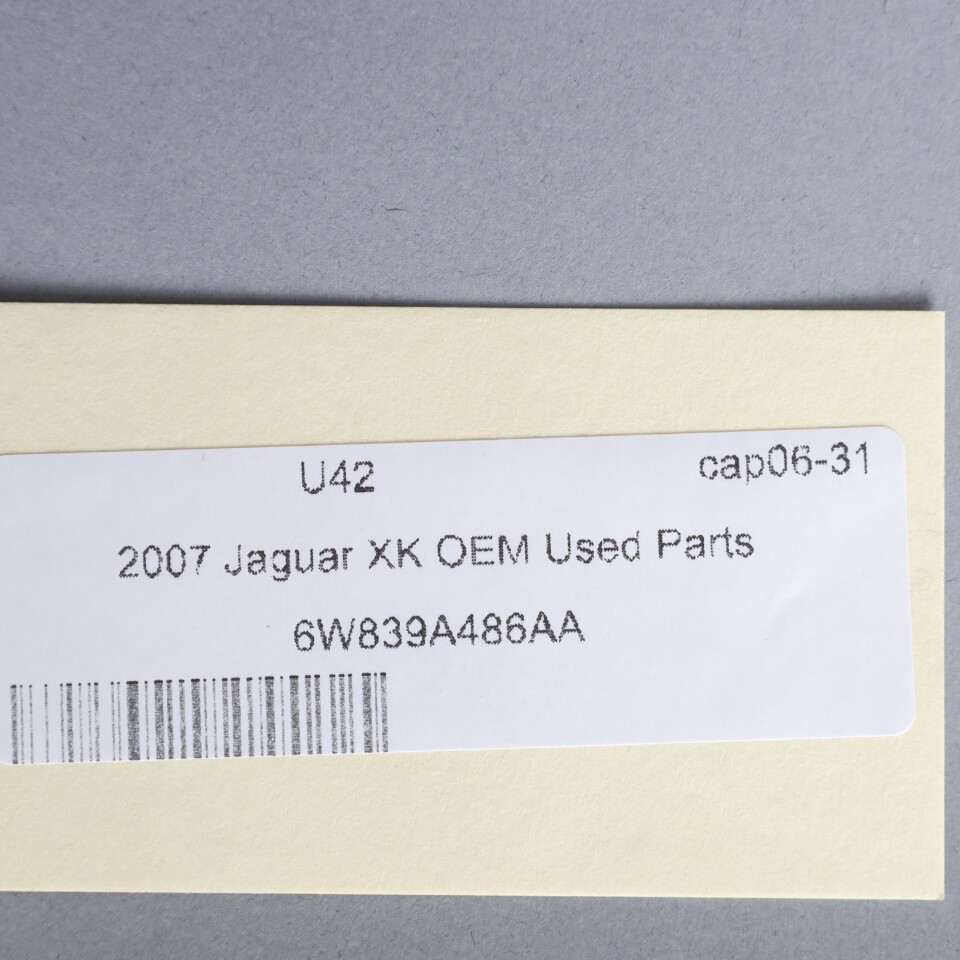 U42 cap06-31
2007 Jaguar XK OEM Used Parts
6W839A486AA